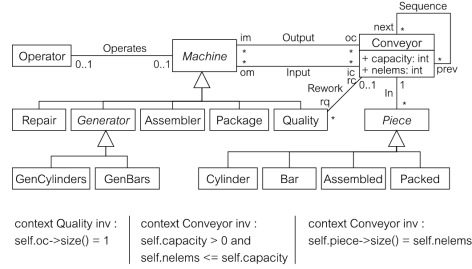 Sequence
next * 
im Output oc
Conveyor
Operator
Operates
0..1 0..1
Machine
* *
* *
+ capacity: int
+ nelems: int
*
prev
om Input ic
rc
0..1
1
Rework
In
rq
*
*
Repair
Generator
Assembler
Package
Quality
Piece
GenCylinders
GenBars
Cylinder
Bar
Assembled
Packed
context Quality inv :
self.oc->size() = 1
context Conveyor inv :
self.capacity > 0 and
self.nelems <= self.capacity
context Conveyor inv :
self.piece->size() = self.nelems